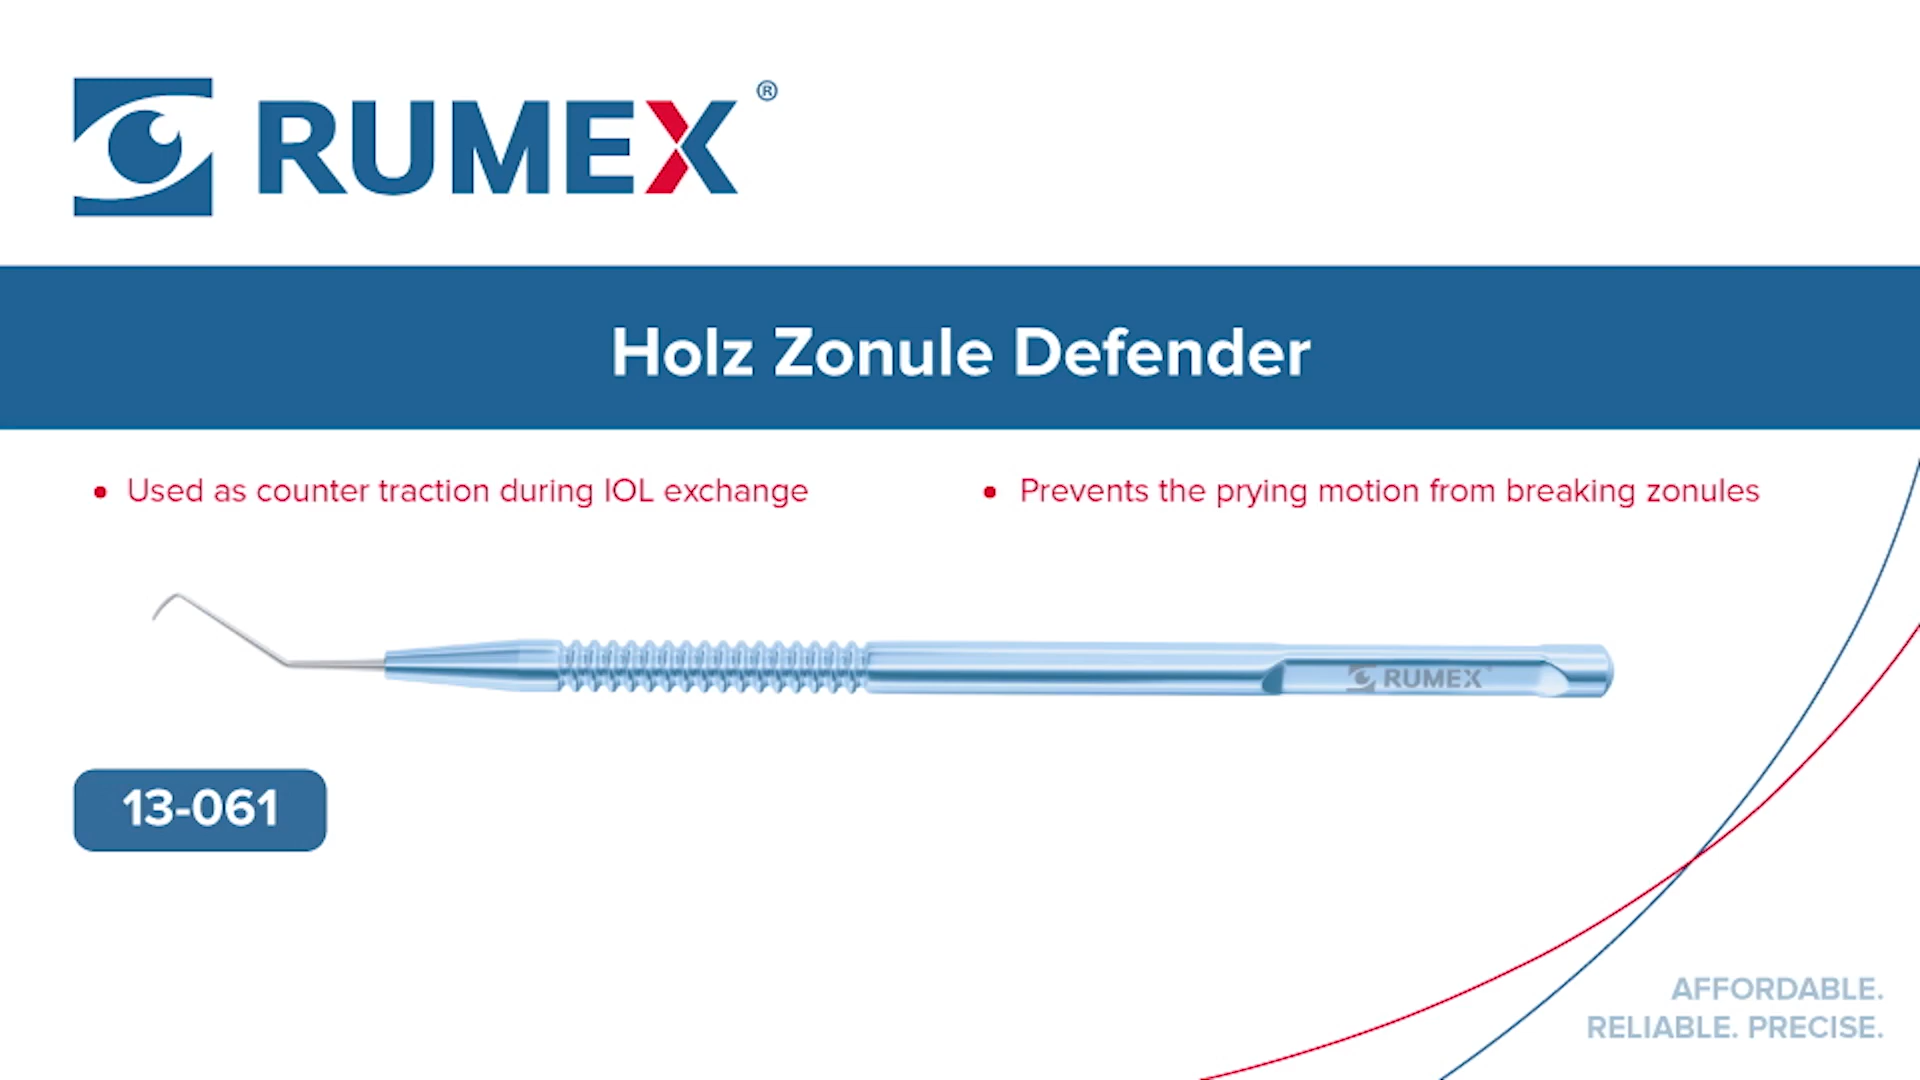 RUMEX®
Holz Zonule Defender
• Used as counter traction during IOL exchange
• Prevents the prying motion from breaking zonules
RUMEX
13-061
AFFORDABLE.
RELIABLE. PRECISE.